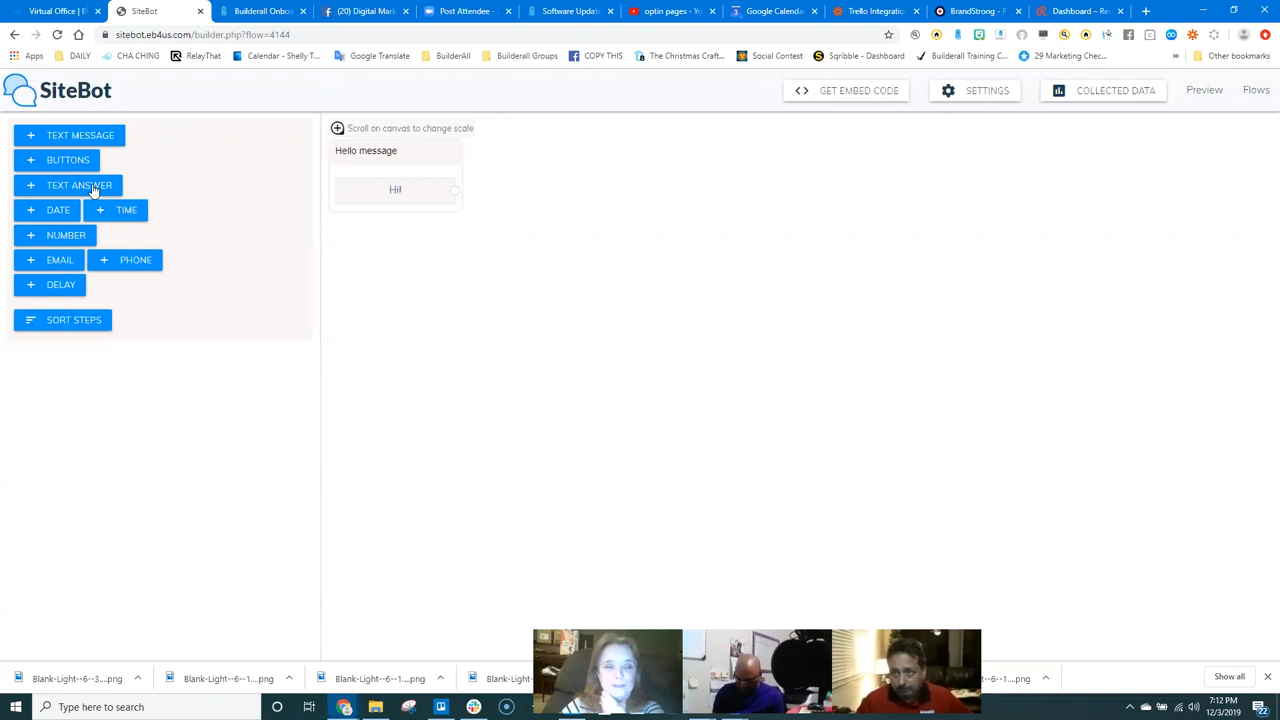 Virtual Office | B
SiteBot
Builderall Onbo
(20) Digital Mar
Post Attendee -
Software Updat
optin pages - Yo
Google Calenda
Trello Integratio
BrandStrong - F
Dashboard – Re
sitebot.eb4us.com/builder.php?flow=4144
Apps
DAILY
CHA CHING
RelayThat
Calendar - Shelly T...
Google Translate
BuilderAll
Builderall Groups
COPY THIS
The Christmas Craft...
Social Contest
Sqribble - Dashboard
Builderall Training C...
29 Marketing Chec...
»
Other bookmarks
SiteBot
GET EMBED CODE
SETTINGS
COLLECTED DATA
Preview
Flows
+ TEXT MESSAGE
+ BUTTONS
+ TEXT ANSWER
+ DATE
+ TIME
+ NUMBER
+ EMAIL
+ PHONE
+ DELAY
SORT STEPS
Scroll on canvas to change scale
Hello message
Hi!
Blank-Light--6--3....png
Blank-Light--6--1....png
Blank-Light--6--1....png
Show all
Type here to search
7:12 PM
12/3/2019
22